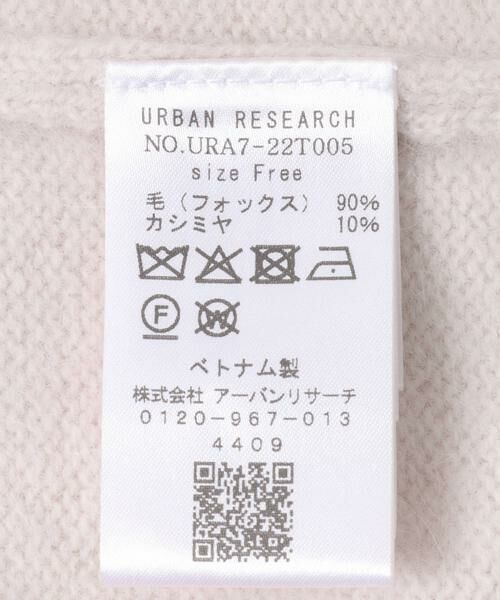 URBAN RESEARCH
NO.URA7-22T005
size Free
毛（フォックス） 90%
カシミヤ 10%
F W
ベトナム製
株式会社 アーバンリサーチ
0120-967-013
4409